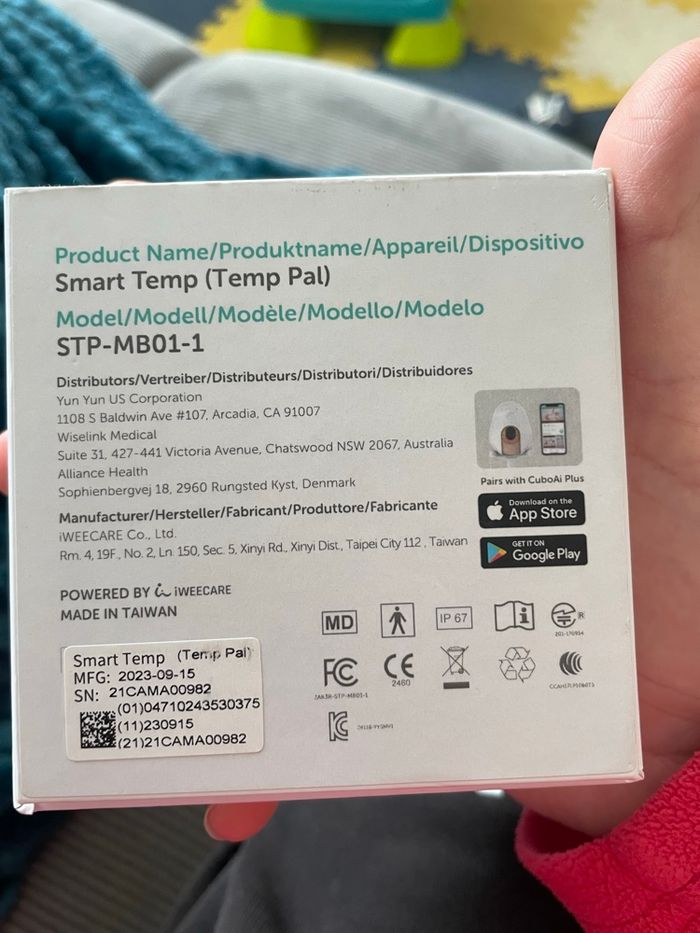 Product Name/Produktname/Appareil/Dispositivo
Smart Temp (Temp Pal)
Model/Modell/Modèle/Modello/Modelo
STP-MB01-1
Distributors/Vertreiber/Distributeurs/Distributori/Distribuidores
Yun Yun US Corporation
1108 S Baldwin Ave #107, Arcadia, CA 91007
Wiselink Medical
Suite 31, 427-441 Victoria Avenue, Chatswood NSW 2067, Australia
Alliance Health
Sophienbergvej 18, 2960 Rungsted Kyst, Denmark
Pairs with CuboAi Plus
Download on the
App Store
GET IT ON
Google Play
Manufacturer/Hersteller/Fabricant/Produttore/Fabricante
iWEECARE Co., Ltd.
Rm. 4, 19F., No. 2, Ln. 150, Sec. 5, Xinyi Rd., Xinyi Dist., Taipei City 112 , Taiwan
POWERED BY iWEECARE
MADE IN TAIWAN
MD
IP 67
R
FC
CE
2460
Smart Temp (Temp Pal)
MFG: 2023-09-15
SN: 21CAMA00982
(01)04710243530375
(11)230915
(21)21CAMA00982